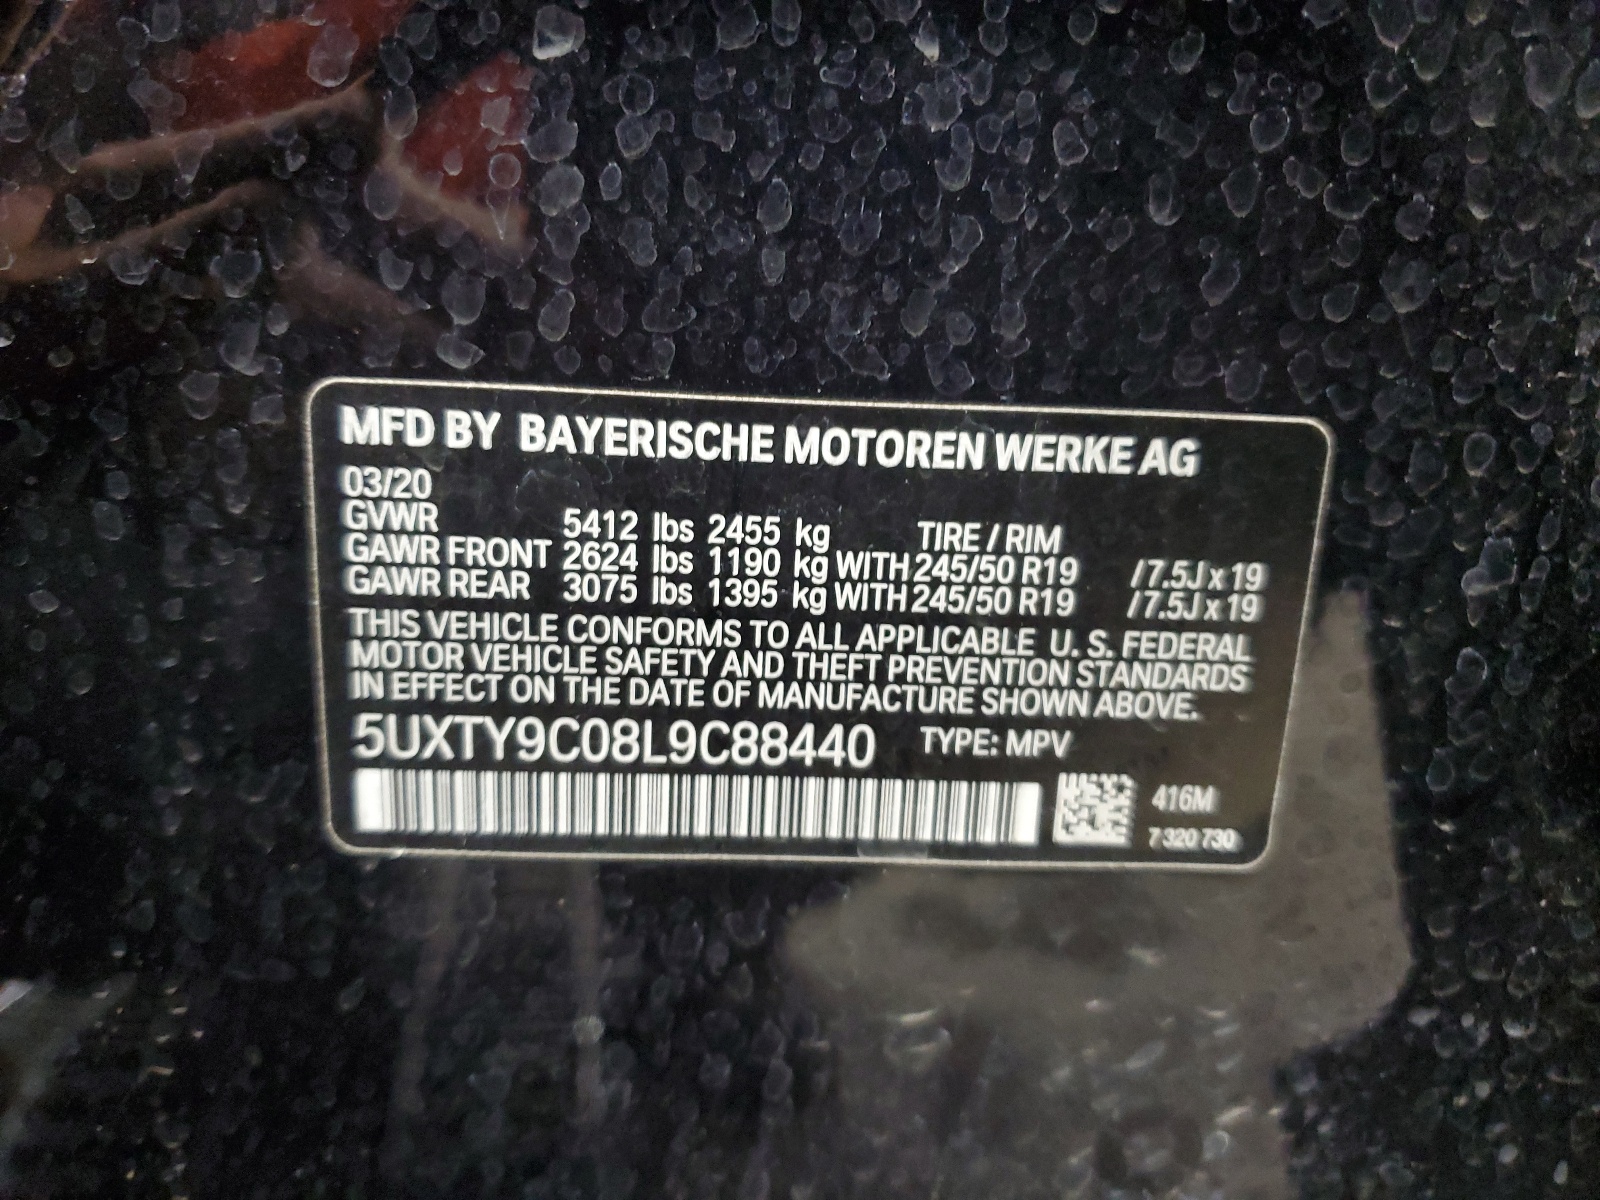 MFD BY BAYERISCHE MOTOREN WERKE AG
03/20
GVWR 5412 lbs 2455 kg TIRE / RIM
GAWR FRONT 2624 lbs 1190 kg WITH 245/50 R19 / 7.5J x 19
GAWR REAR 3075 lbs 1395 kg WITH 245/50 R19 / 7.5J x 19
THIS VEHICLE CONFORMS TO ALL APPLICABLE U. S. FEDERAL
MOTOR VEHICLE SAFETY AND THEFT PREVENTION STANDARDS
IN EFFECT ON THE DATE OF MANUFACTURE SHOWN ABOVE.
5UXTY9C08L9C88440 TYPE: MPV
416M
7 320 730